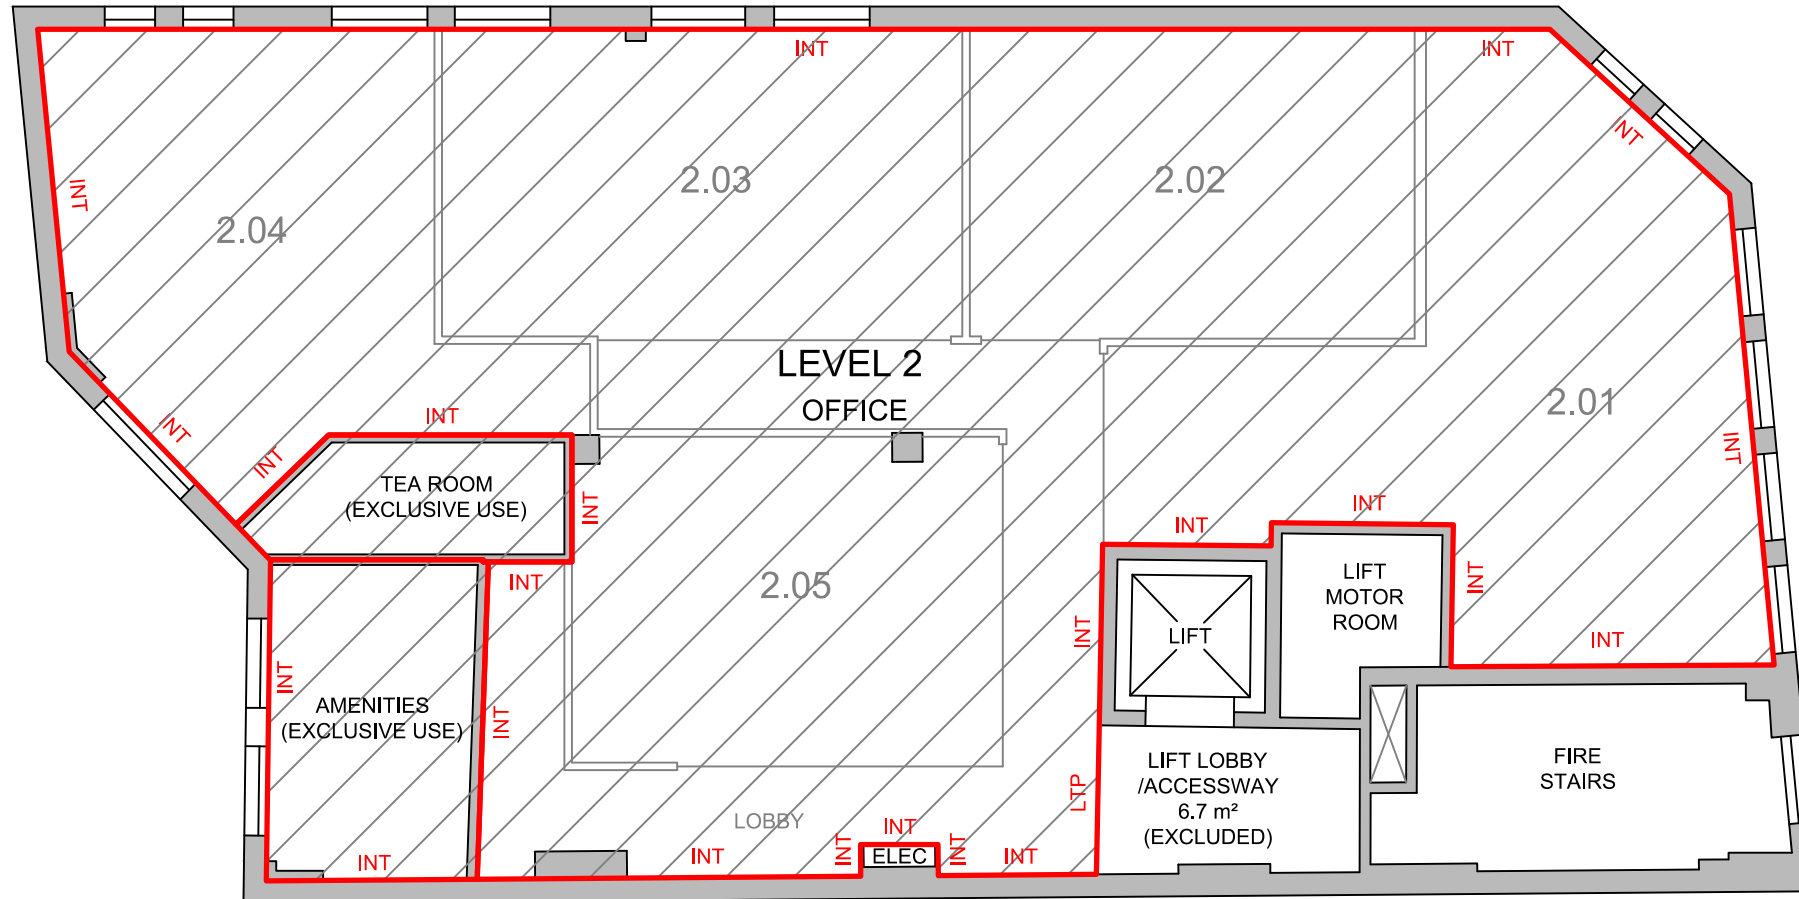 INT
INT
INT
2.03
2.02
INT
2.04
LEVEL 2
OFFICE
2.01
INT
INT
INT
INT
TEA ROOM
(EXCLUSIVE USE)
INT
INT
INT
INT
INT
2.05
LIFT
MOTOR
ROOM
INT
INT
LIFT
INT
INT
AMENITIES
(EXCLUSIVE USE)
INT
LIFT LOBBY
/ACCESSWAY
6.7 m²
(EXCLUDED)
FIRE
STAIRS
LTP
LOBBY
INT
INT
ELEC
INT
INT
INT
INT